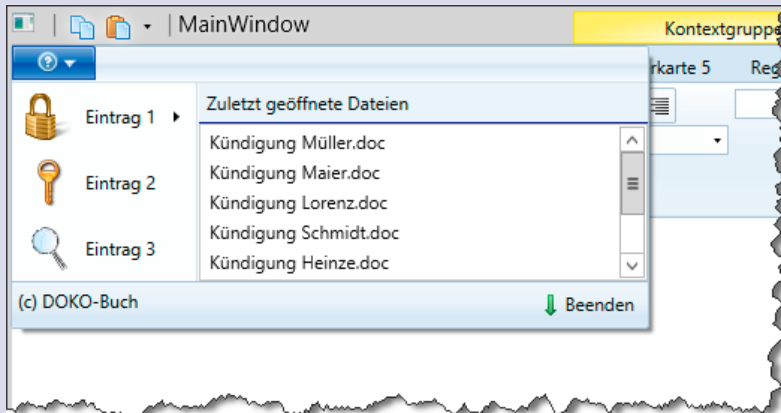 MainWindow
Kontextgruppe
rkarte 5 Reg
Eintrag 1
Eintrag 2
Eintrag 3
Zuletzt geöffnete Dateien
Kündigung Müller.doc
Kündigung Maier.doc
Kündigung Lorenz.doc
Kündigung Schmidt.doc
Kündigung Heinze.doc
(c) DOKO-Buch
Beenden